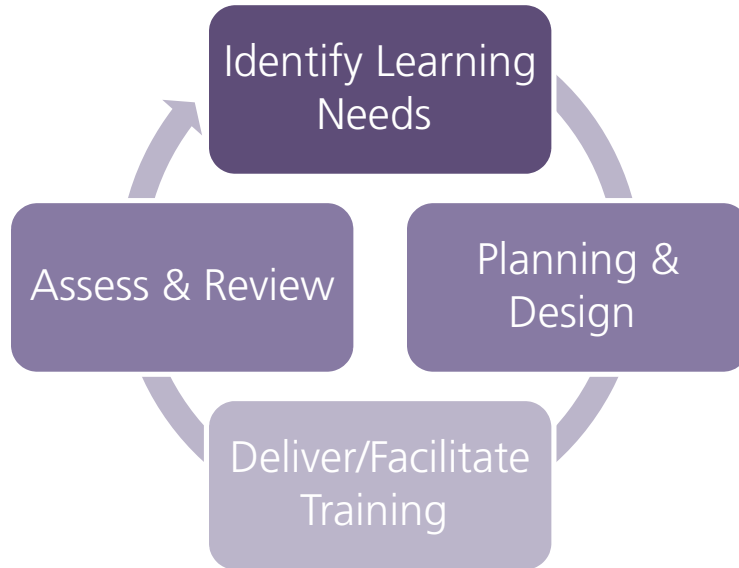 Identify Learning
Needs
Planning &
Design
Deliver/Facilitate
Training
Assess & Review